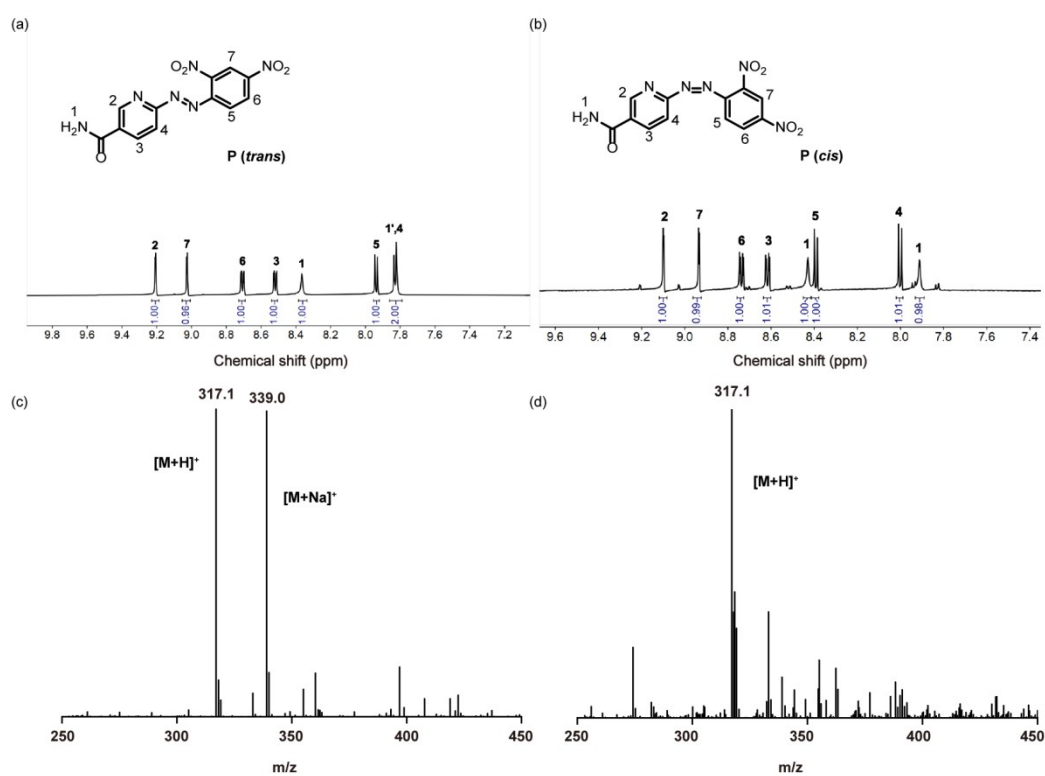 (a)
O₂N
7
NO₂
6
5
N
N
N
2
1
H₂N
4
3
O
P (trans)
2
7
6
3
1
5
1',4
1.00
0.96
1.00
1.00
1.00
1.00
2.00
9.6 9.4 9.2 9.0 8.8 8.6 8.4 8.2 8.0 7.8 7.6 7.4 7.2
Chemical shift (ppm)
(b)
NO₂
N
N=N
7
2
1
H₂N
4
5
NO₂
3
6
O
P (cis)
2
7
6
3
1
5
4
1
1.00
0.99
1.00
1.01
1.00
1.00
1.01
0.98
9.6 9.4 9.2 9.0 8.8 8.6 8.4 8.2 8.0 7.8 7.6 7.4
Chemical shift (ppm)
(c)
317.1
339.0
[M+H]⁺
[M+Na]⁺
250 300 350 400 450
m/z
(d)
317.1
[M+H]⁺
250 300 350 400 450
m/z